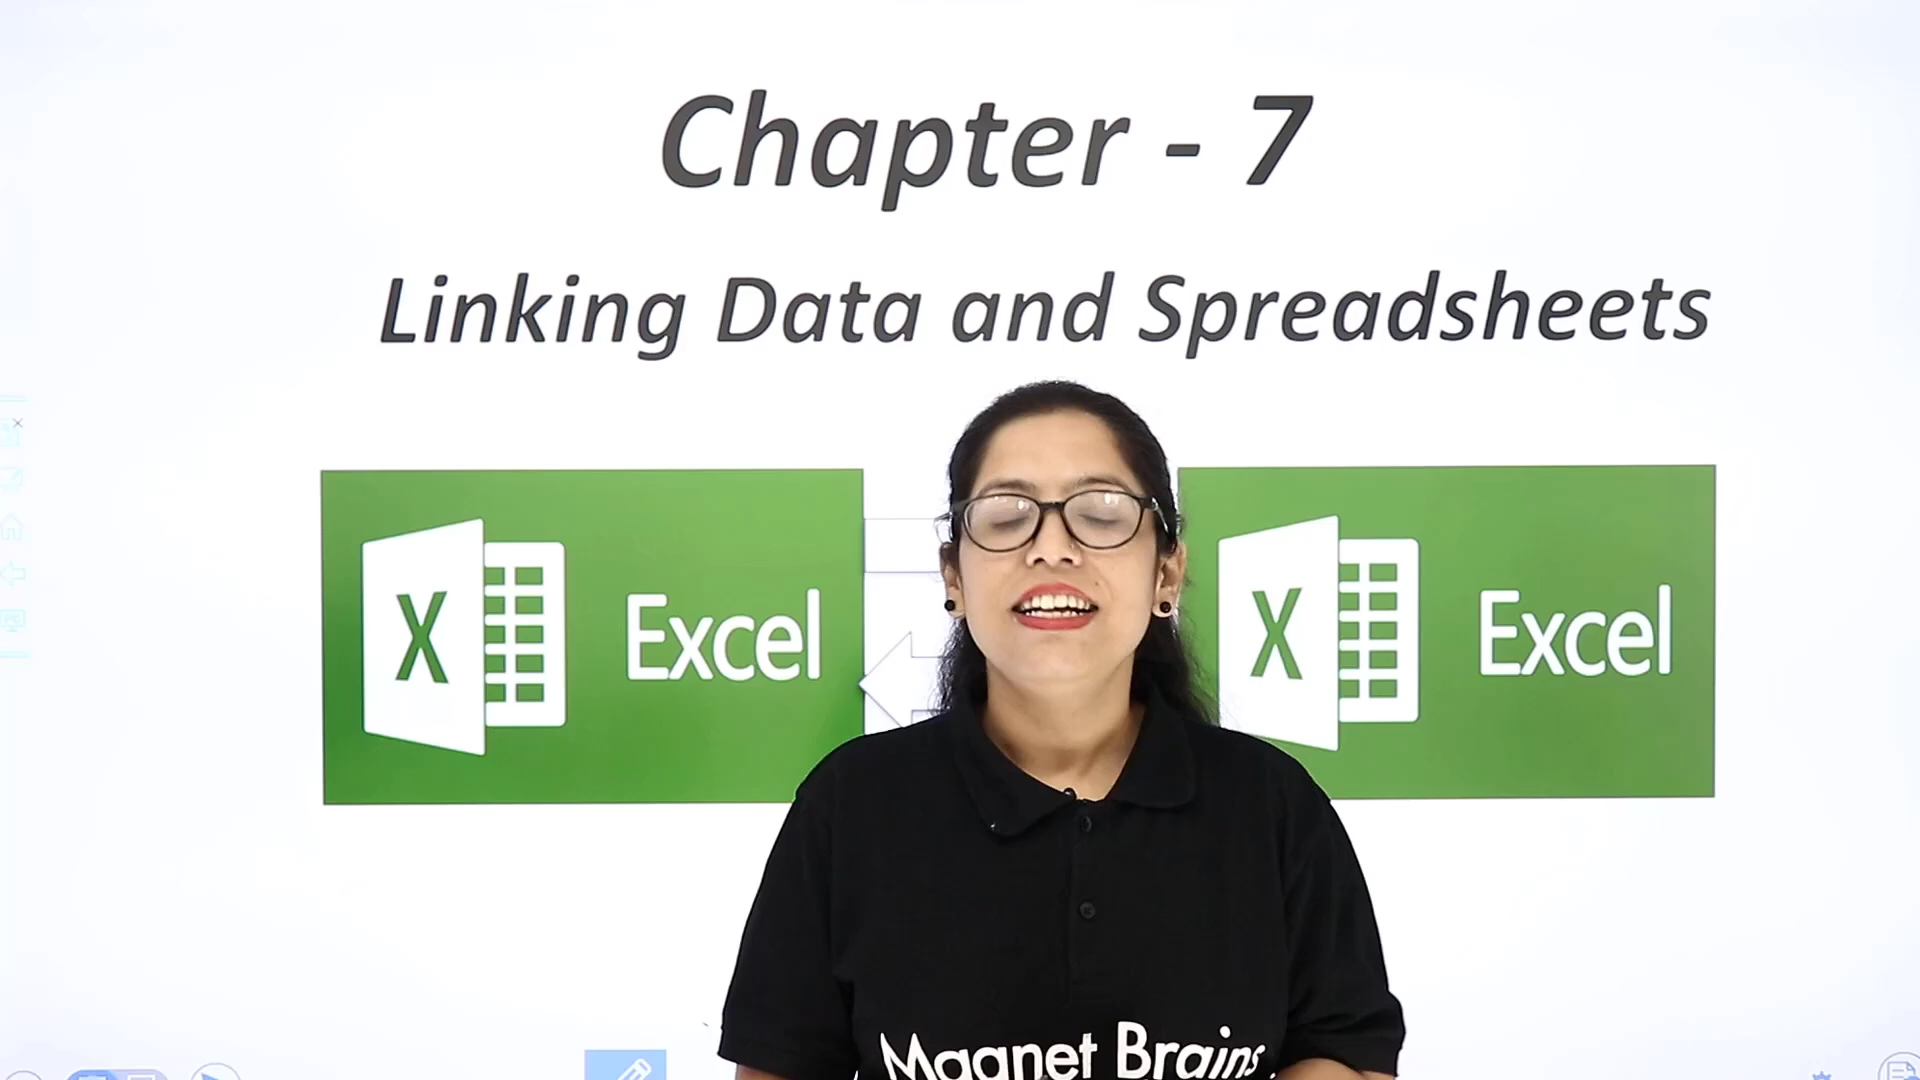 Chapter - 7
Linking Data and Spreadsheets
X Excel
X Excel
Magnet Brains